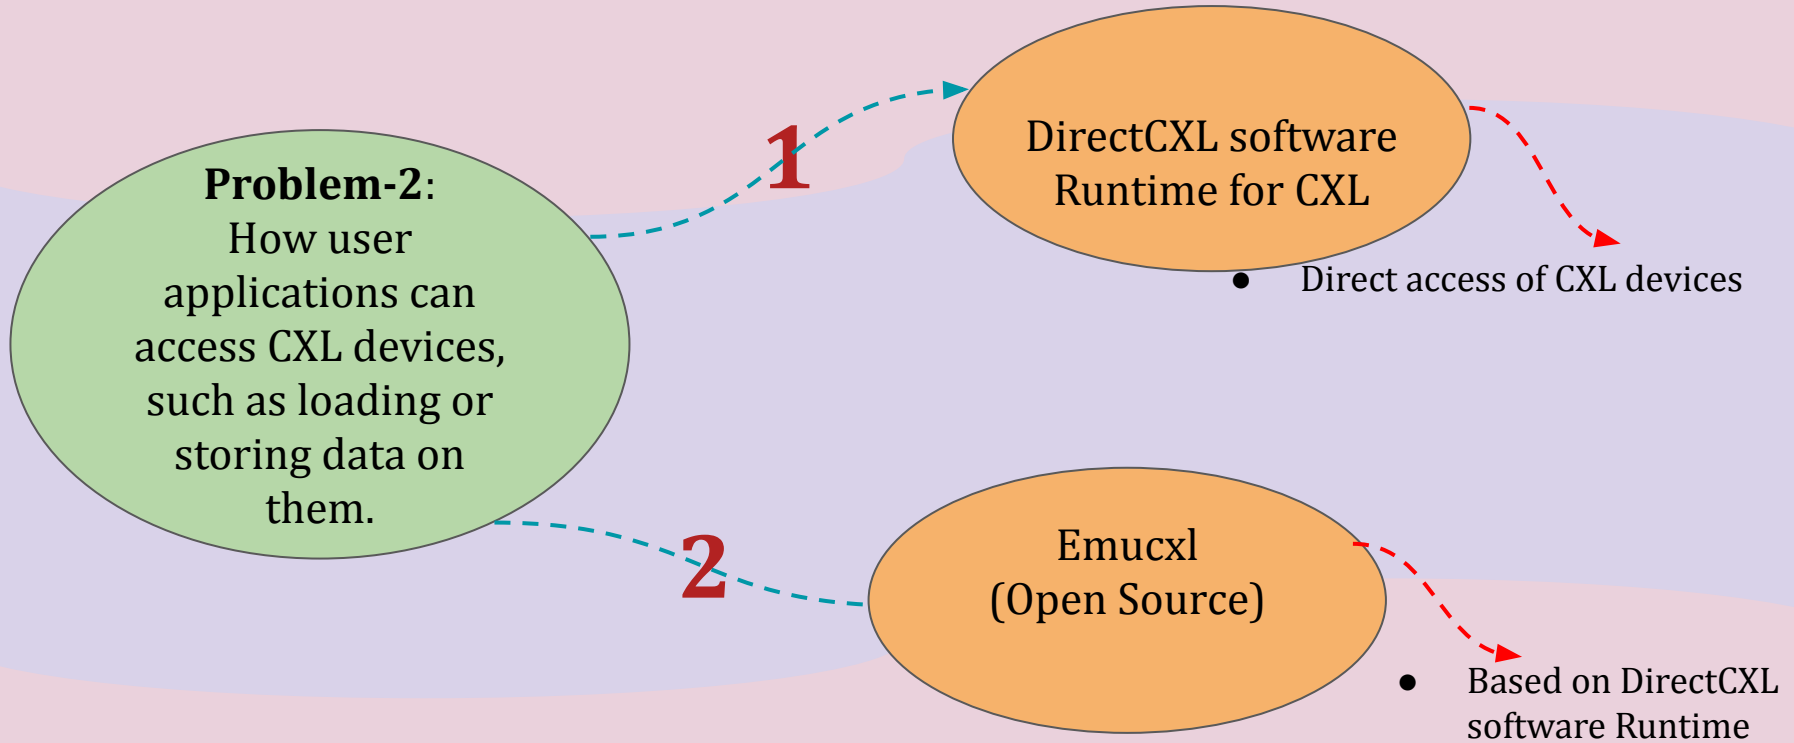 Problem-2:
How user
applications can
access CXL devices,
such as loading or
storing data on
them.
1
DirectCXL software
Runtime for CXL
● Direct access of CXL devices
2
Emucxl
(Open Source)
● Based on DirectCXL
software Runtime